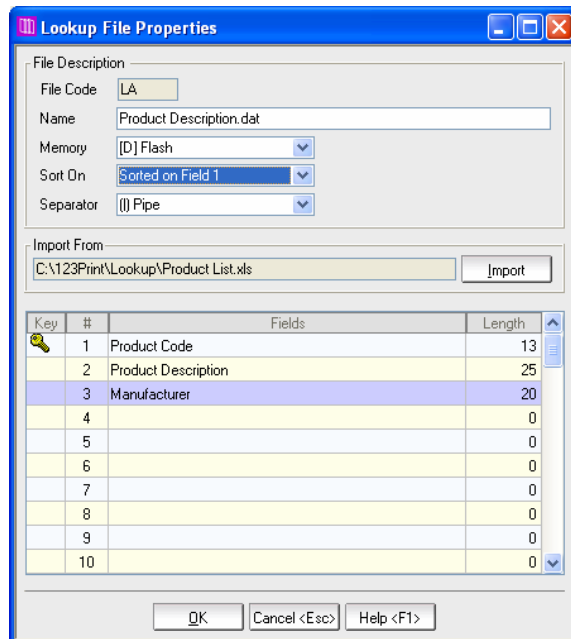 Lookup File Properties
File Description
File Code LA
Name Product Description.dat
Memory [D] Flash
Sort On Sorted on Field 1
Separator (|) Pipe
Import From
C:\123Print\Lookup\Product List.xls Import
Key # Fields Length
1 Product Code 13
2 Product Description 25
3 Manufacturer 20
4 0
5 0
6 0
7 0
8 0
9 0
10 0
OK Cancel <Esc> Help <F1>